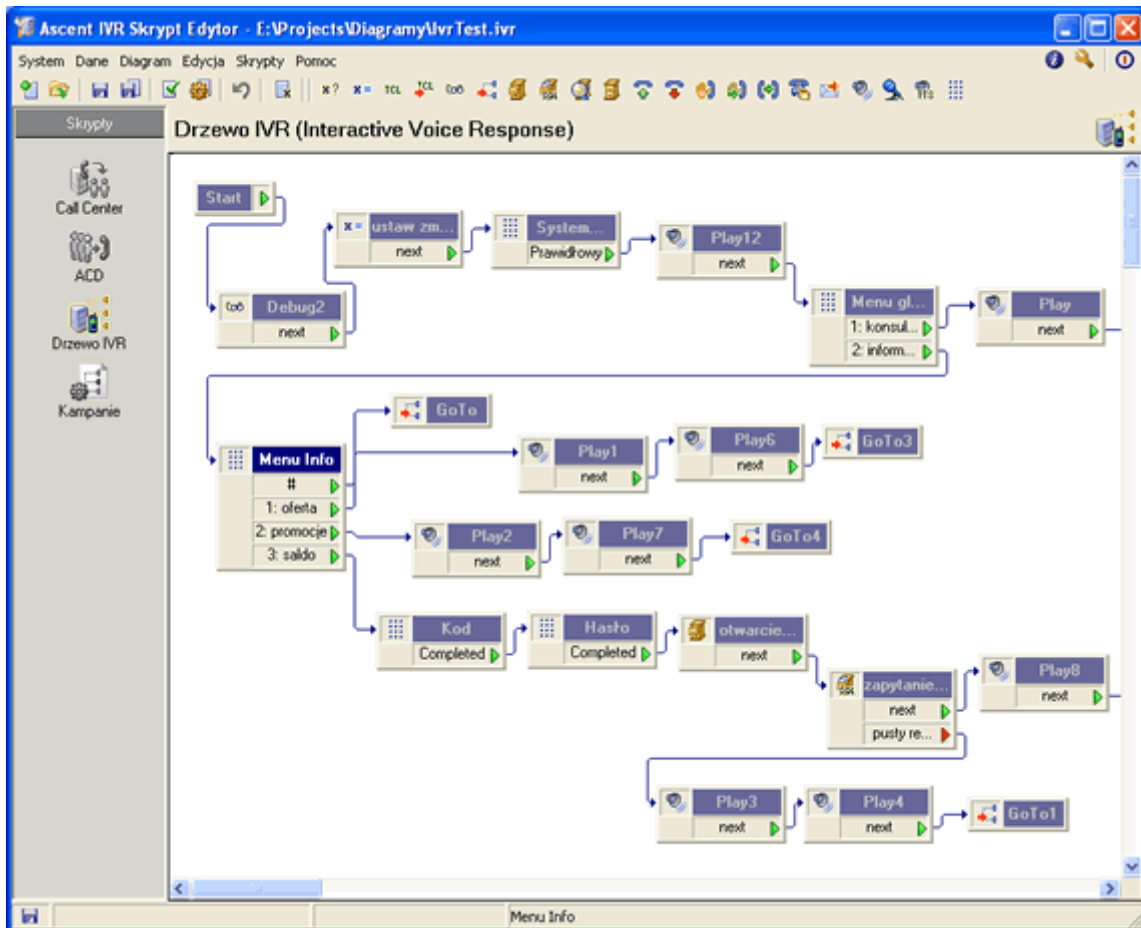 Ascent IVR Skrypt Edytor - E:\Projects\Diagramy\IvrTest.ivr
System Dane Diagram Edycja Skrypty Pomoc
x? x= TCL TCL
Skrypty
Drzewo IVR (Interactive Voice Response)
Call Center
ACD
Drzewo IVR
Kampanie
Start
x= ustaw zm...
next
System...
Prawidłowy
Play12
next
Debug2
next
Menu gl...
1: konsul...
2: inform...
Play
next
GoTo
Menu Info
#
1: oferta
2: promocje
3: saldo
Play1
next
Play6
next
GoTo3
Play2
next
Play7
next
GoTo4
Kod
Completed
Hasło
Completed
otwarcie...
next
zapytanie...
next
pusty re...
Play8
next
Play3
next
Play4
next
GoTo1
Menu Info